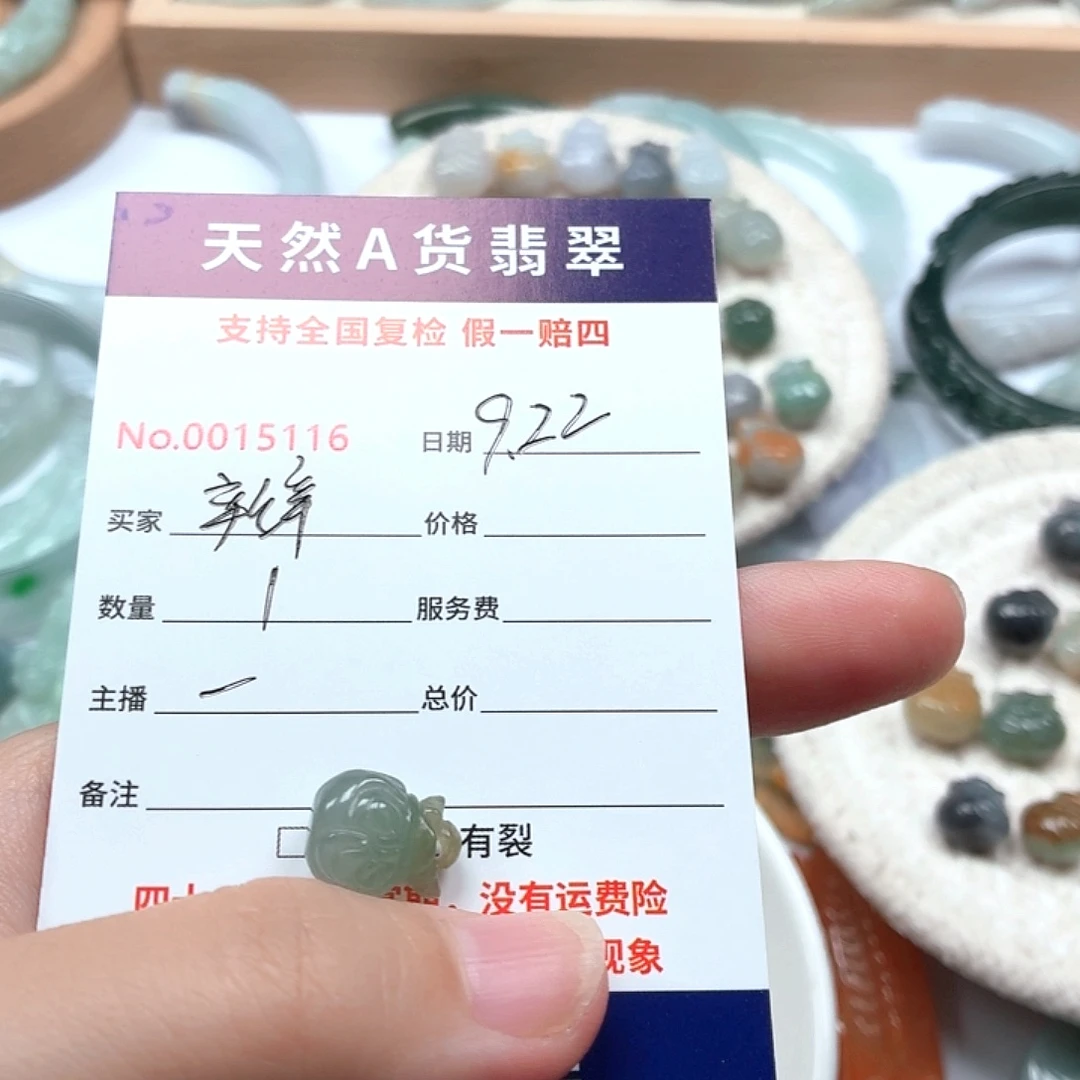 天然A货翡翠
支持全国复检 假一赔四
No.0015116 日期 9.22
买家 价格
数量 1 服务费
主播 一 总价
备注
有裂
四 没有运费险
现象